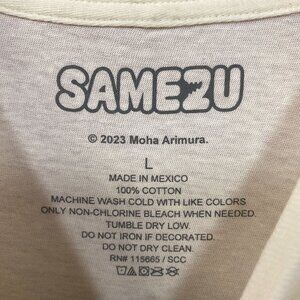 SAMEZU
© 2023 Moha Arimura.
L
MADE IN MEXICO
100% COTTON
MACHINE WASH COLD WITH LIKE COLORS
ONLY NON-CHLORINE BLEACH WHEN NEEDED.
TUMBLE DRY LOW.
DO NOT IRON IF DECORATED.
DO NOT DRY CLEAN.
RN# 115665 / SCC